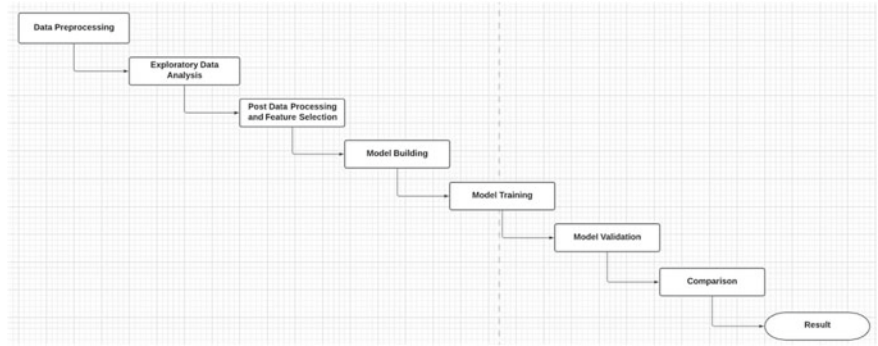 Data Preprocessing
Exploratory Data
Analysis
Post Data Processing
and Feature Selection
Model Building
Model Training
Model Validation
Comparison
Result